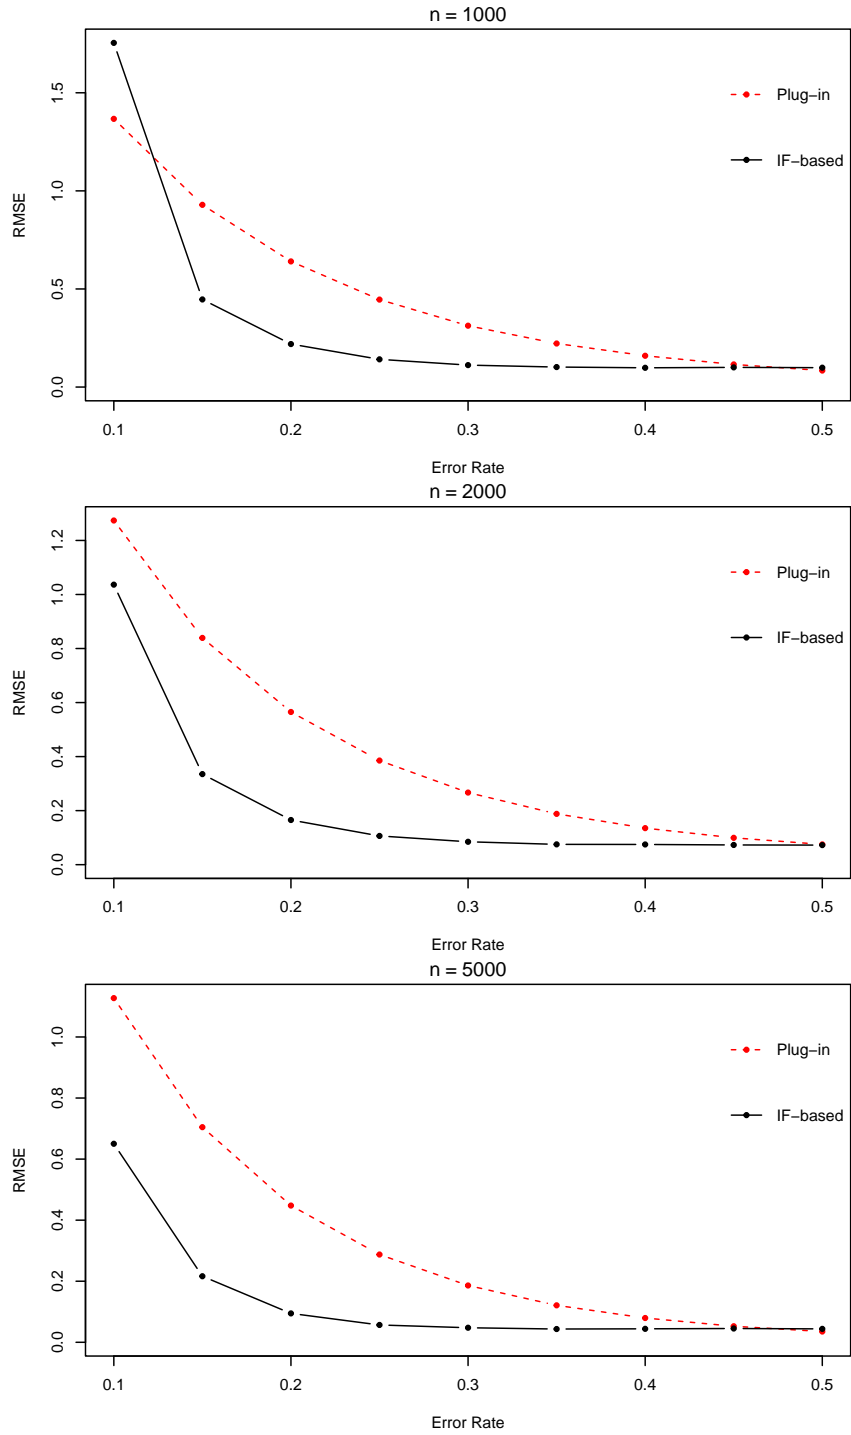 n = 1000
RMSE
1.5
1.0
0.5
0.0
Plug−in
IF−based
0.1 0.2 0.3 0.4 0.5
Error Rate
n = 2000
RMSE
1.2
1.0
0.8
0.6
0.4
0.2
0.0
Plug−in
IF−based
0.1 0.2 0.3 0.4 0.5
Error Rate
n = 5000
RMSE
1.0
0.8
0.6
0.4
0.2
0.0
Plug−in
IF−based
0.1 0.2 0.3 0.4 0.5
Error Rate